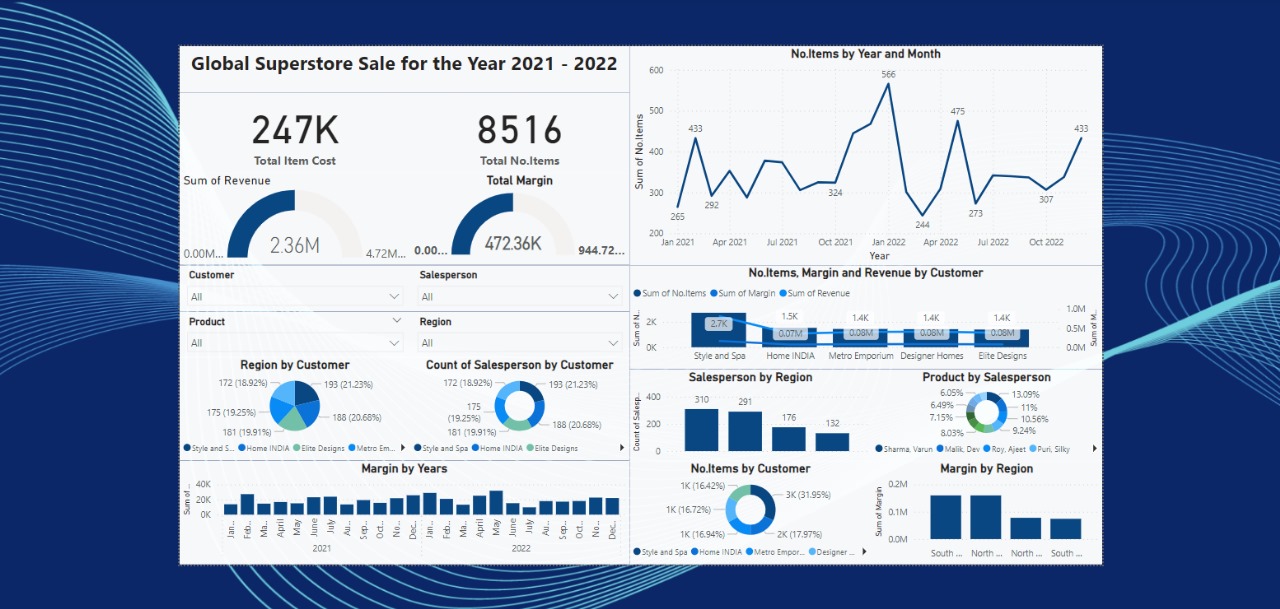 Global Superstore Sale for the Year 2021 - 2022
247K
Total Item Cost
8516
Total No.Items
Sum of Revenue
2.36M
0.00M...
4.72M...
Total Margin
472.36K
0.00...
944.72...
Customer
All
Salesperson
All
Product
All
Region
All
Region by Customer
172 (18.92%)
193 (21.23%)
175 (19.25%)
188 (20.68%)
181 (19.91%)
Style and S... Home INDIA Elite Designs Metro Em...
Count of Salesperson by Customer
172 (18.92%)
193 (21.23%)
175
(19.25%)
188 (20.68%)
181 (19.91%)
Style and Spa Home INDIA Elite Designs
Margin by Years
Sum of ...
40K
20K
0K
Jan... Feb... Ma... April May June July Au... Sep... Oct... No... Dec... Jan... Feb... Ma... April May June July Au... Sep... Oct... No... Dec...
2021 2022
No.Items by Year and Month
Sum of No.Items
600
500
400
300
200
265
433
292
324
566
244
475
273
307
433
Jan 2021 Apr 2021 Jul 2021 Oct 2021 Jan 2022 Apr 2022 Jul 2022 Oct 2022
Year
No.Items, Margin and Revenue by Customer
Sum of No.Items Sum of Margin Sum of Revenue
Sum of N...
2K
0K
2.7K
1.5K
1.4K
1.4K
1.4K
0.07M
0.08M
0.08M
0.08M
1.0M
0.5M
0.0M
Sum of M...
Style and Spa Home INDIA Metro Emporium Designer Homes Elite Designs
Salesperson by Region
Count of Salesp...
400
200
0
310
291
176
132
Product by Salesperson
6.05%
6.49%
7.15%
8.03%
13.09%
11%
10.56%
9.24%
Sharma, Varun Malik, Dev Roy, Ajeet Puri, Silky
No.Items by Customer
1K (16.42%)
1K (16.72%)
1K (16.94%)
3K (31.95%)
2K (17.97%)
Style and Spa Home INDIA Metro Empor... Designer ...
Margin by Region
Sum of Margin
0.2M
0.1M
0.0M
South ... North ... North ... South ...